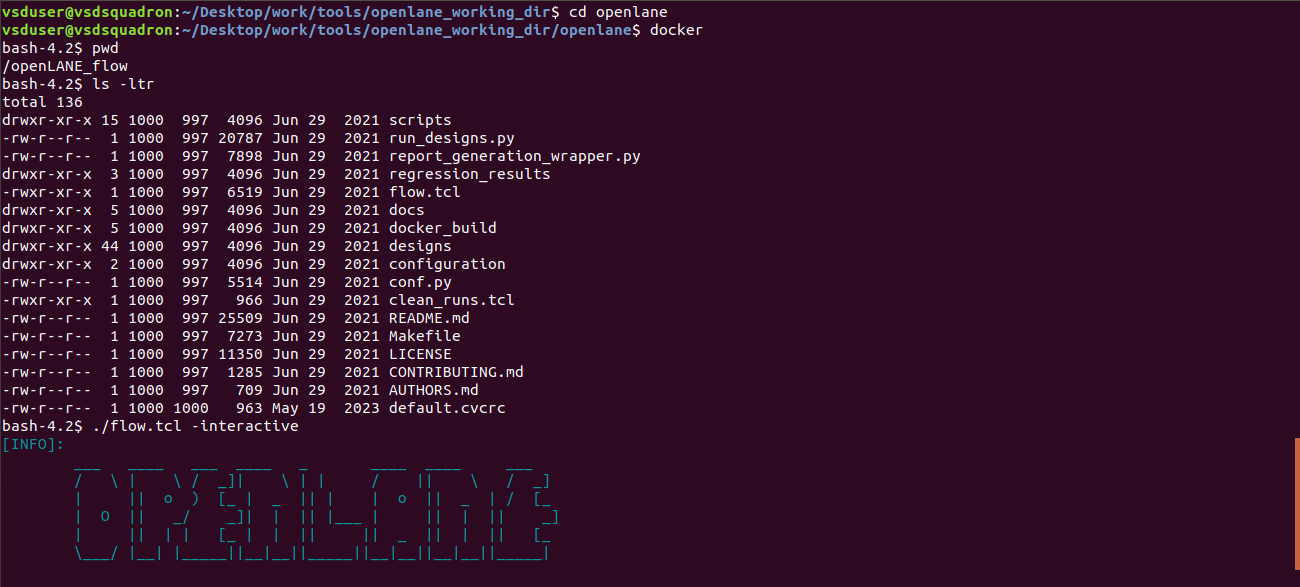 vsduser@vsdsquadron:~/Desktop/work/tools/openlane_working_dir$ cd openlane
vsduser@vsdsquadron:~/Desktop/work/tools/openlane_working_dir/openlane$ docker
bash-4.2$ pwd
/openLANE_flow
bash-4.2$ ls -ltr
total 136
drwxr-xr-x 15 1000  997  4096 Jun 29  2021 scripts
-rw-r--r--  1 1000  997 20787 Jun 29  2021 run_designs.py
-rw-r--r--  1 1000  997  7898 Jun 29  2021 report_generation_wrapper.py
drwxr-xr-x  3 1000  997  4096 Jun 29  2021 regression_results
-rwxr-xr-x  1 1000  997  6519 Jun 29  2021 flow.tcl
drwxr-xr-x  5 1000  997  4096 Jun 29  2021 docs
drwxr-xr-x  5 1000  997  4096 Jun 29  2021 docker_build
drwxr-xr-x 44 1000  997  4096 Jun 29  2021 designs
drwxr-xr-x  2 1000  997  4096 Jun 29  2021 configuration
-rw-r--r--  1 1000  997  5514 Jun 29  2021 conf.py
-rwxr-xr-x  1 1000  997   966 Jun 29  2021 clean_runs.tcl
-rw-r--r--  1 1000  997 25509 Jun 29  2021 README.md
-rw-r--r--  1 1000  997  7273 Jun 29  2021 Makefile
-rw-r--r--  1 1000  997 11350 Jun 29  2021 LICENSE
-rw-r--r--  1 1000  997  1285 Jun 29  2021 CONTRIBUTING.md
-rw-r--r--  1 1000  997   709 Jun 29  2021 AUTHORS.md
-rw-r--r--  1 1000 1000   963 May 19  2023 default.cvcrc
bash-4.2$ ./flow.tcl -interactive
[INFO]:
OPENLANE